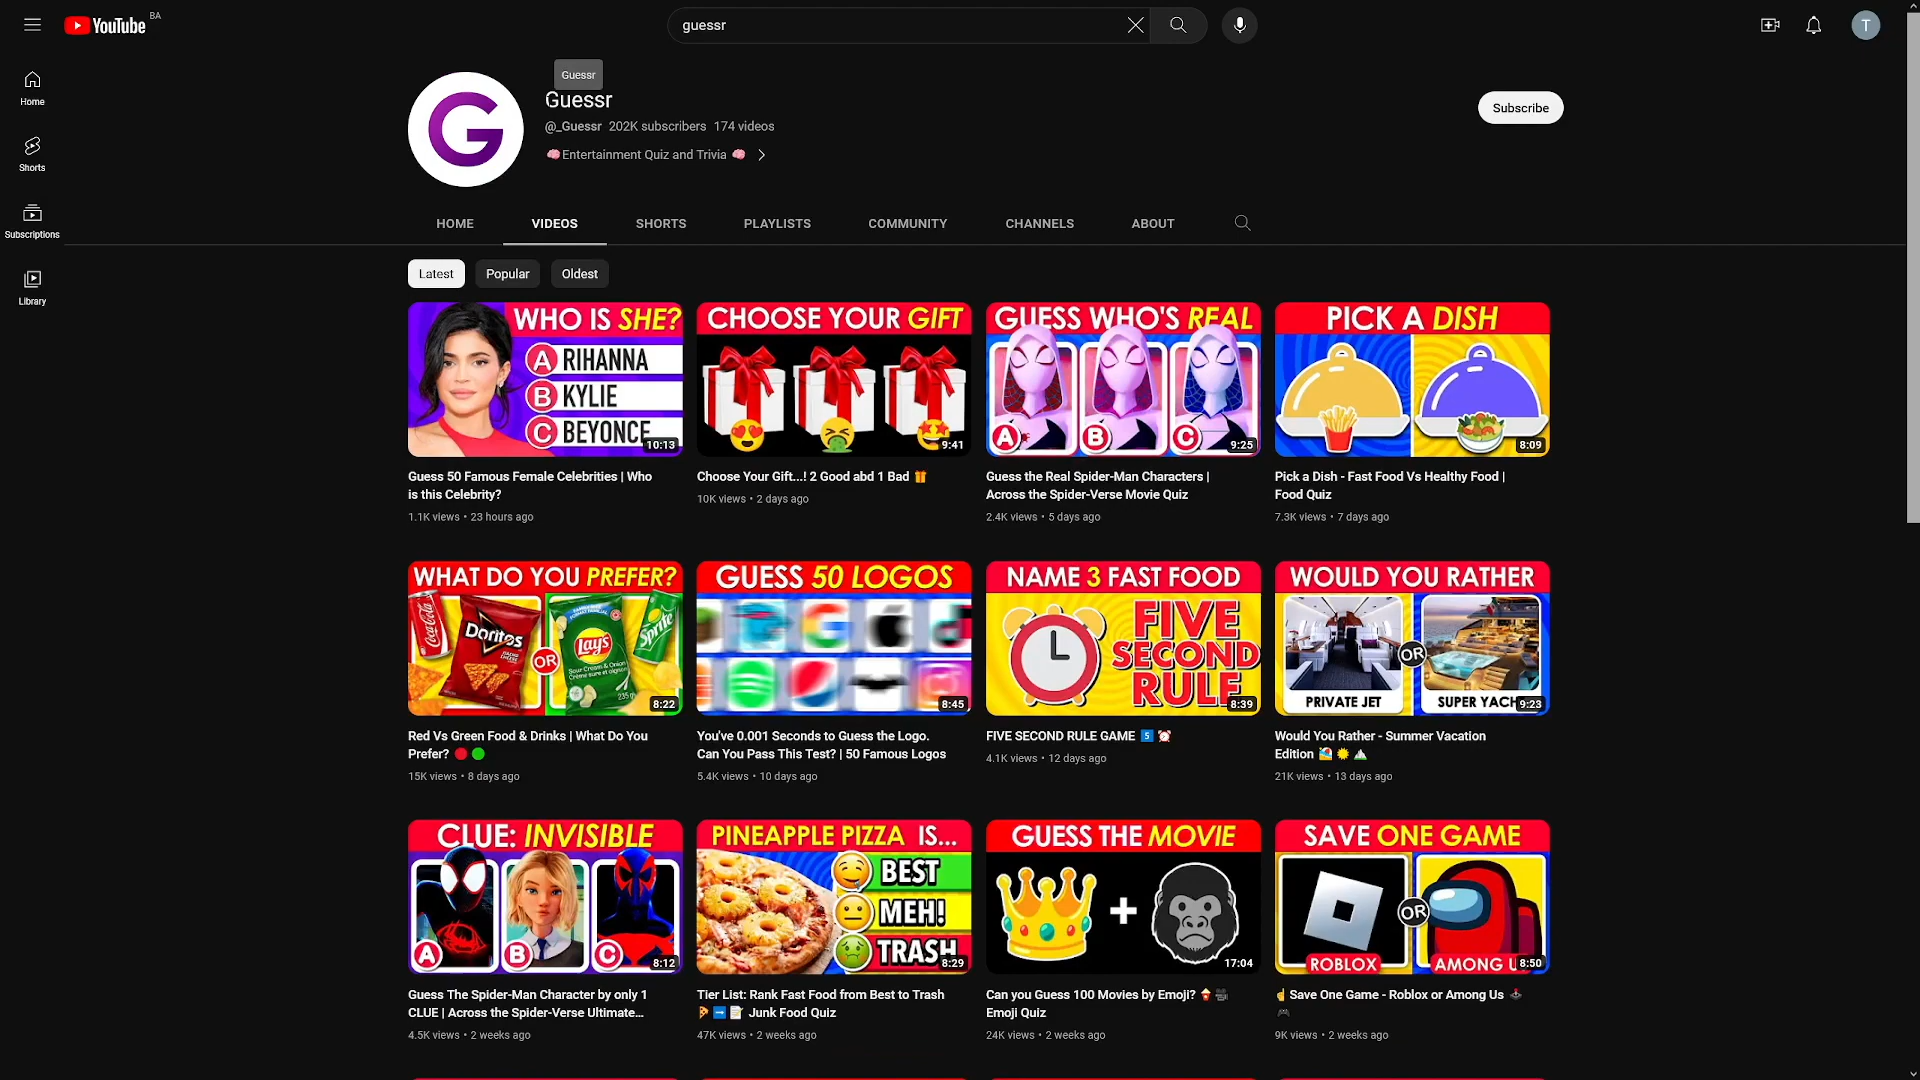 YouTube BA
guessr
T
Home
Shorts
Subscriptions
Library
Guessr
Guessr
@_Guessr 202K subscribers 174 videos
🧠Entertainment Quiz and Trivia 🧠
Subscribe
HOME VIDEOS SHORTS PLAYLISTS COMMUNITY CHANNELS ABOUT
Latest Popular Oldest
WHO IS SHE?
A RIHANNA
B KYLIE
C BEYONCE
10:13
Guess 50 Famous Female Celebrities | Who
is this Celebrity?
1.1K views • 23 hours ago
CHOOSE YOUR GIFT
9:41
Choose Your Gift...! 2 Good abd 1 Bad 🎁
10K views • 2 days ago
GUESS WHO'S REAL
A B C
9:25
Guess the Real Spider-Man Characters |
Across the Spider-Verse Movie Quiz
2.4K views • 5 days ago
PICK A DISH
8:09
Pick a Dish - Fast Food Vs Healthy Food |
Food Quiz
7.3K views • 7 days ago
WHAT DO YOU PREFER?
Coca-Cola
Doritos
OR
Lay's
Sour Cream & Onion
Sprite
8:22
Red Vs Green Food & Drinks | What Do You
Prefer? 🔴 🟢
15K views • 8 days ago
GUESS 50 LOGOS
8:45
You've 0.001 Seconds to Guess the Logo.
Can You Pass This Test? | 50 Famous Logos
5.4K views • 10 days ago
NAME 3 FAST FOOD
FIVE
SECOND
RULE
8:39
FIVE SECOND RULE GAME 5️⃣ ⏰
4.1K views • 12 days ago
WOULD YOU RATHER
OR
PRIVATE JET
SUPER YACH
9:23
Would You Rather - Summer Vacation
Edition 🏖️ ☀️ 🏔️
21K views • 13 days ago
CLUE: INVISIBLE
A B C
8:12
Guess The Spider-Man Character by only 1
CLUE | Across the Spider-Verse Ultimate...
4.5K views • 2 weeks ago
PINEAPPLE PIZZA IS...
BEST
MEH!
TRASH
8:29
Tier List: Rank Fast Food from Best to Trash
🍕➡️📝 Junk Food Quiz
47K views • 2 weeks ago
GUESS THE MOVIE
+
17:04
Can you Guess 100 Movies by Emoji? 🍿🎥
Emoji Quiz
24K views • 2 weeks ago
SAVE ONE GAME
OR
ROBLOX
AMONG U
8:50
☝️Save One Game - Roblox or Among Us 🕹️
🎮
9K views • 2 weeks ago